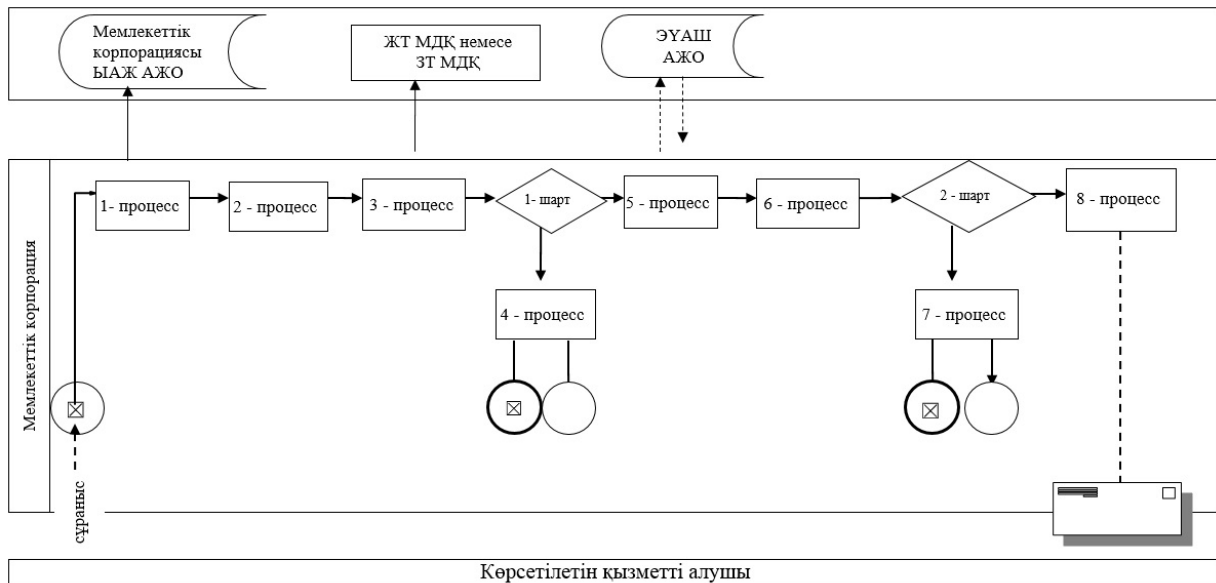 Мемлекеттік
корпорациясы
ЫАЖ АЖО
ЖТ МДҚ немесе
ЗТ МДҚ
ЭҮАШ
АЖО
Мемлекеттік корпорация
1- процесс
2 - процесс
3 - процесс
1- шарт
5 - процесс
6 - процесс
2 - шарт
8 - процесс
4 - процесс
7 - процесс
сұраныс
Көрсетілетін қызметті алушы